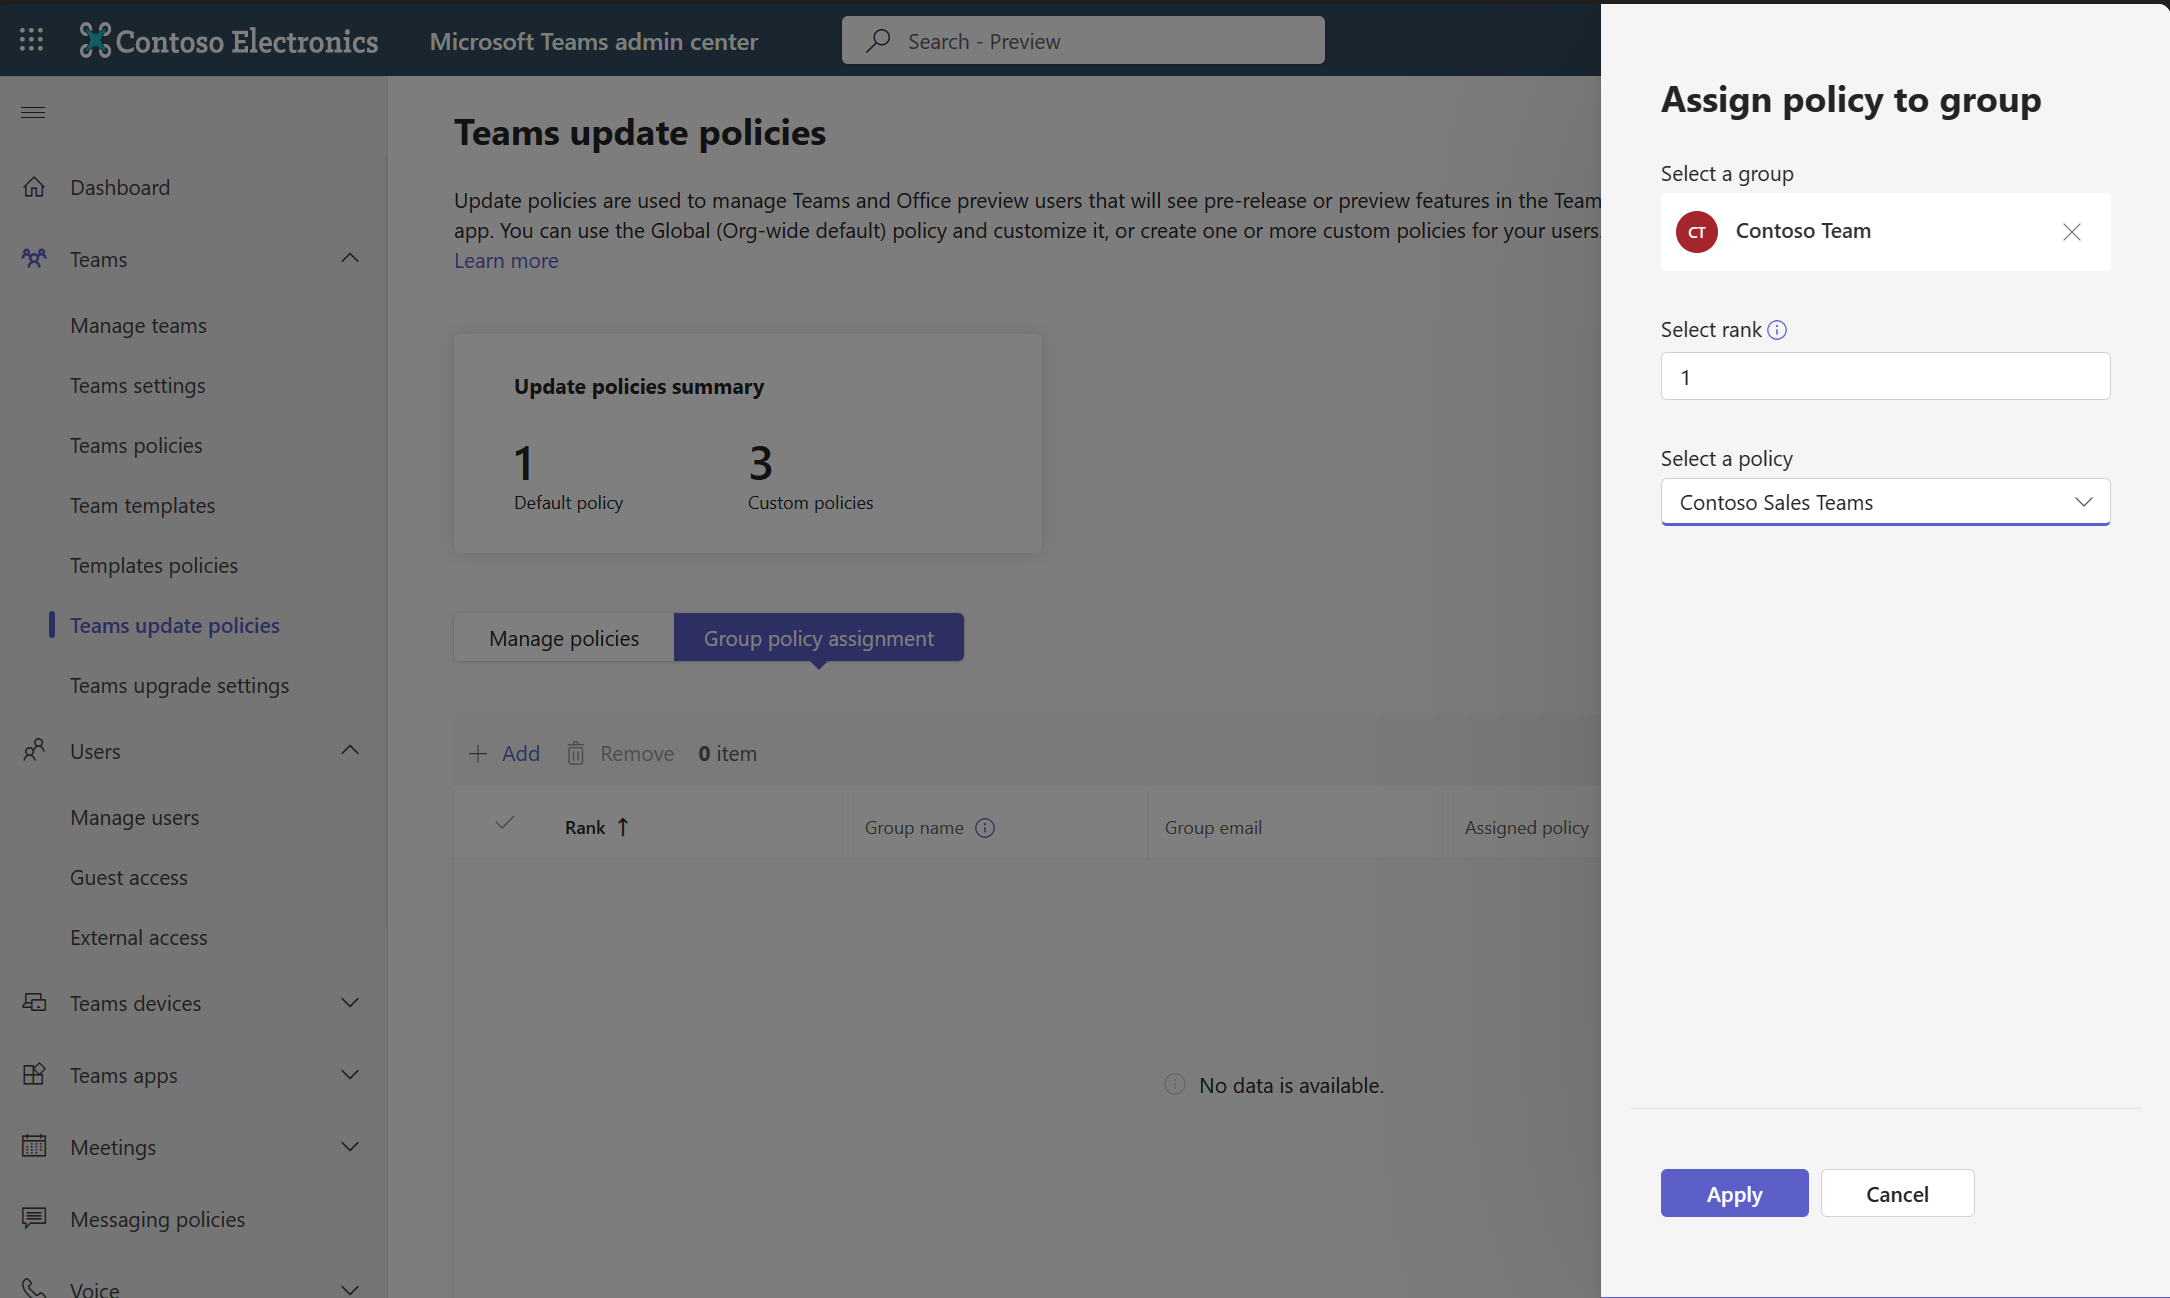 Contoso Electronics
Microsoft Teams admin center
Search - Preview
Dashboard
Teams
Manage teams
Teams settings
Teams policies
Team templates
Templates policies
Teams update policies
Teams upgrade settings
Users
Manage users
Guest access
External access
Teams devices
Teams apps
Meetings
Messaging policies
Voice
Teams update policies
Update policies are used to manage Teams and Office preview users that will see pre-release or preview features in the Team
app. You can use the Global (Org-wide default) policy and customize it, or create one or more custom policies for your users.
Learn more
Update policies summary
1 3
Default policy Custom policies
Manage policies Group policy assignment
Add Remove 0 item
Rank Group name Group email Assigned policy
No data is available.
Assign policy to group
Select a group
CT Contoso Team
Select rank
1
Select a policy
Contoso Sales Teams
Apply Cancel